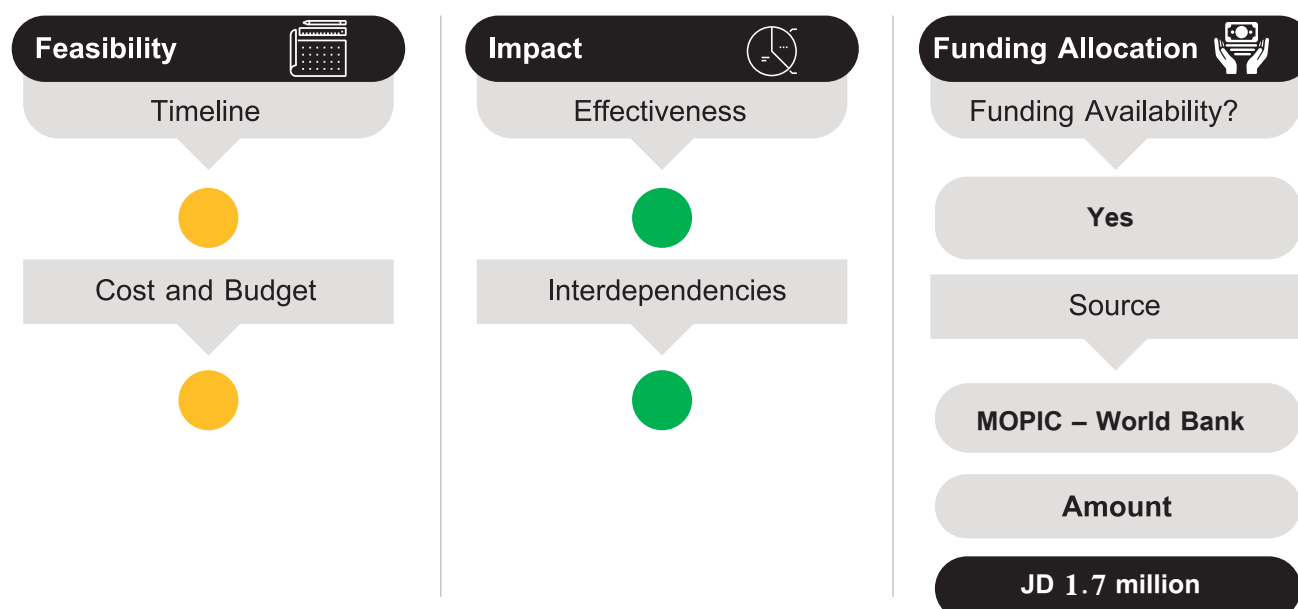 Feasibility
Timeline
Cost and Budget
Impact
Effectiveness
Interdependencies
Funding Allocation
Funding Availability?
Yes
Source
MOPIC – World Bank
Amount
JD 1.7 million